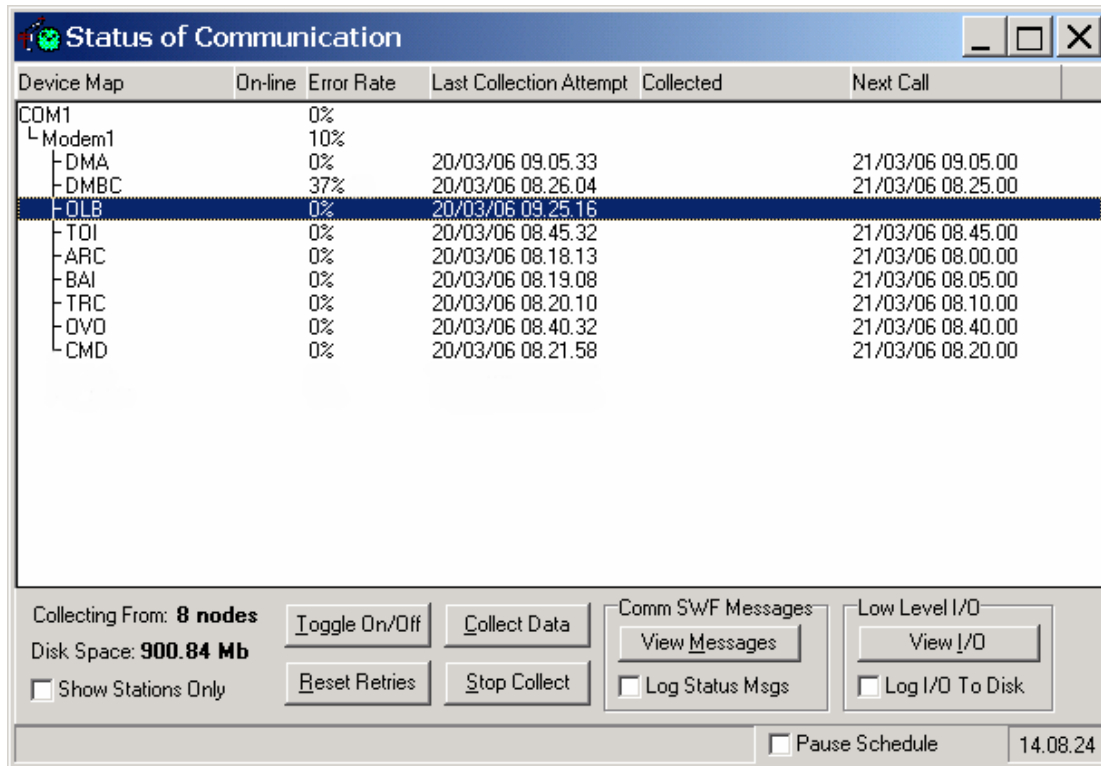 Status of Communication
Device Map On-line Error Rate Last Collection Attempt Collected Next Call
COM1 0%
Modem1 10%
DMA 0% 20/03/06 09.05.33 21/03/06 09.05.00
DMBC 37% 20/03/06 08.26.04 21/03/06 08.25.00
OLB 0% 20/03/06 09.25.16
TOI 0% 20/03/06 08.45.32 21/03/06 08.45.00
ARC 0% 20/03/06 08.18.13 21/03/06 08.00.00
BAI 0% 20/03/06 08.19.08 21/03/06 08.05.00
TRC 0% 20/03/06 08.20.10 21/03/06 08.10.00
OVO 0% 20/03/06 08.40.32 21/03/06 08.40.00
CMD 0% 20/03/06 08.21.58 21/03/06 08.20.00
Collecting From: 8 nodes
Disk Space: 900.84 Mb
Show Stations Only
Toggle On/Off
Reset Retries
Collect Data
Stop Collect
Comm SWF Messages
View Messages
Log Status Msgs
Low Level I/O
View I/O
Log I/O To Disk
Pause Schedule
14.08.24